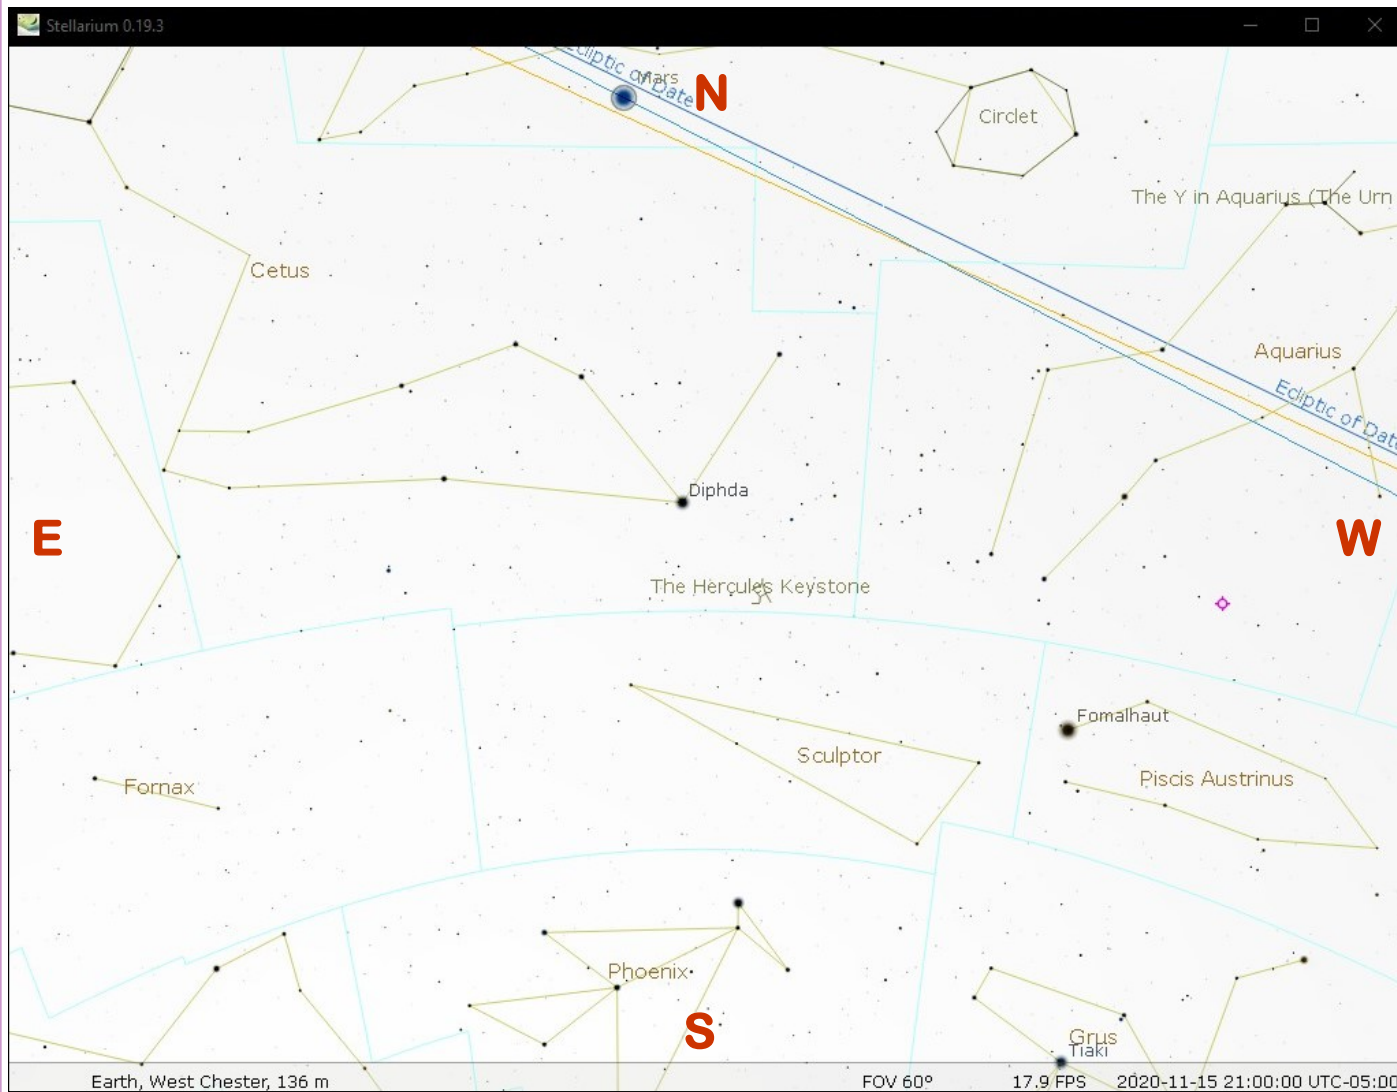 Stellarium 0.19.3
Ecliptic of Date
Mars
N
Circlet
The Y in Aquarius (The Urn
Cetus
Aquarius
Ecliptic of Date
Diphda
E
W
The Hercules Keystone
Fomalhaut
Sculptor
Piscis Austrinus
Fornax
Phoenix
S
Grus
Tiaki
Earth, West Chester, 136 m
FOV 60°
17.9 FPS
2020-11-15 21:00:00 UTC-05:00